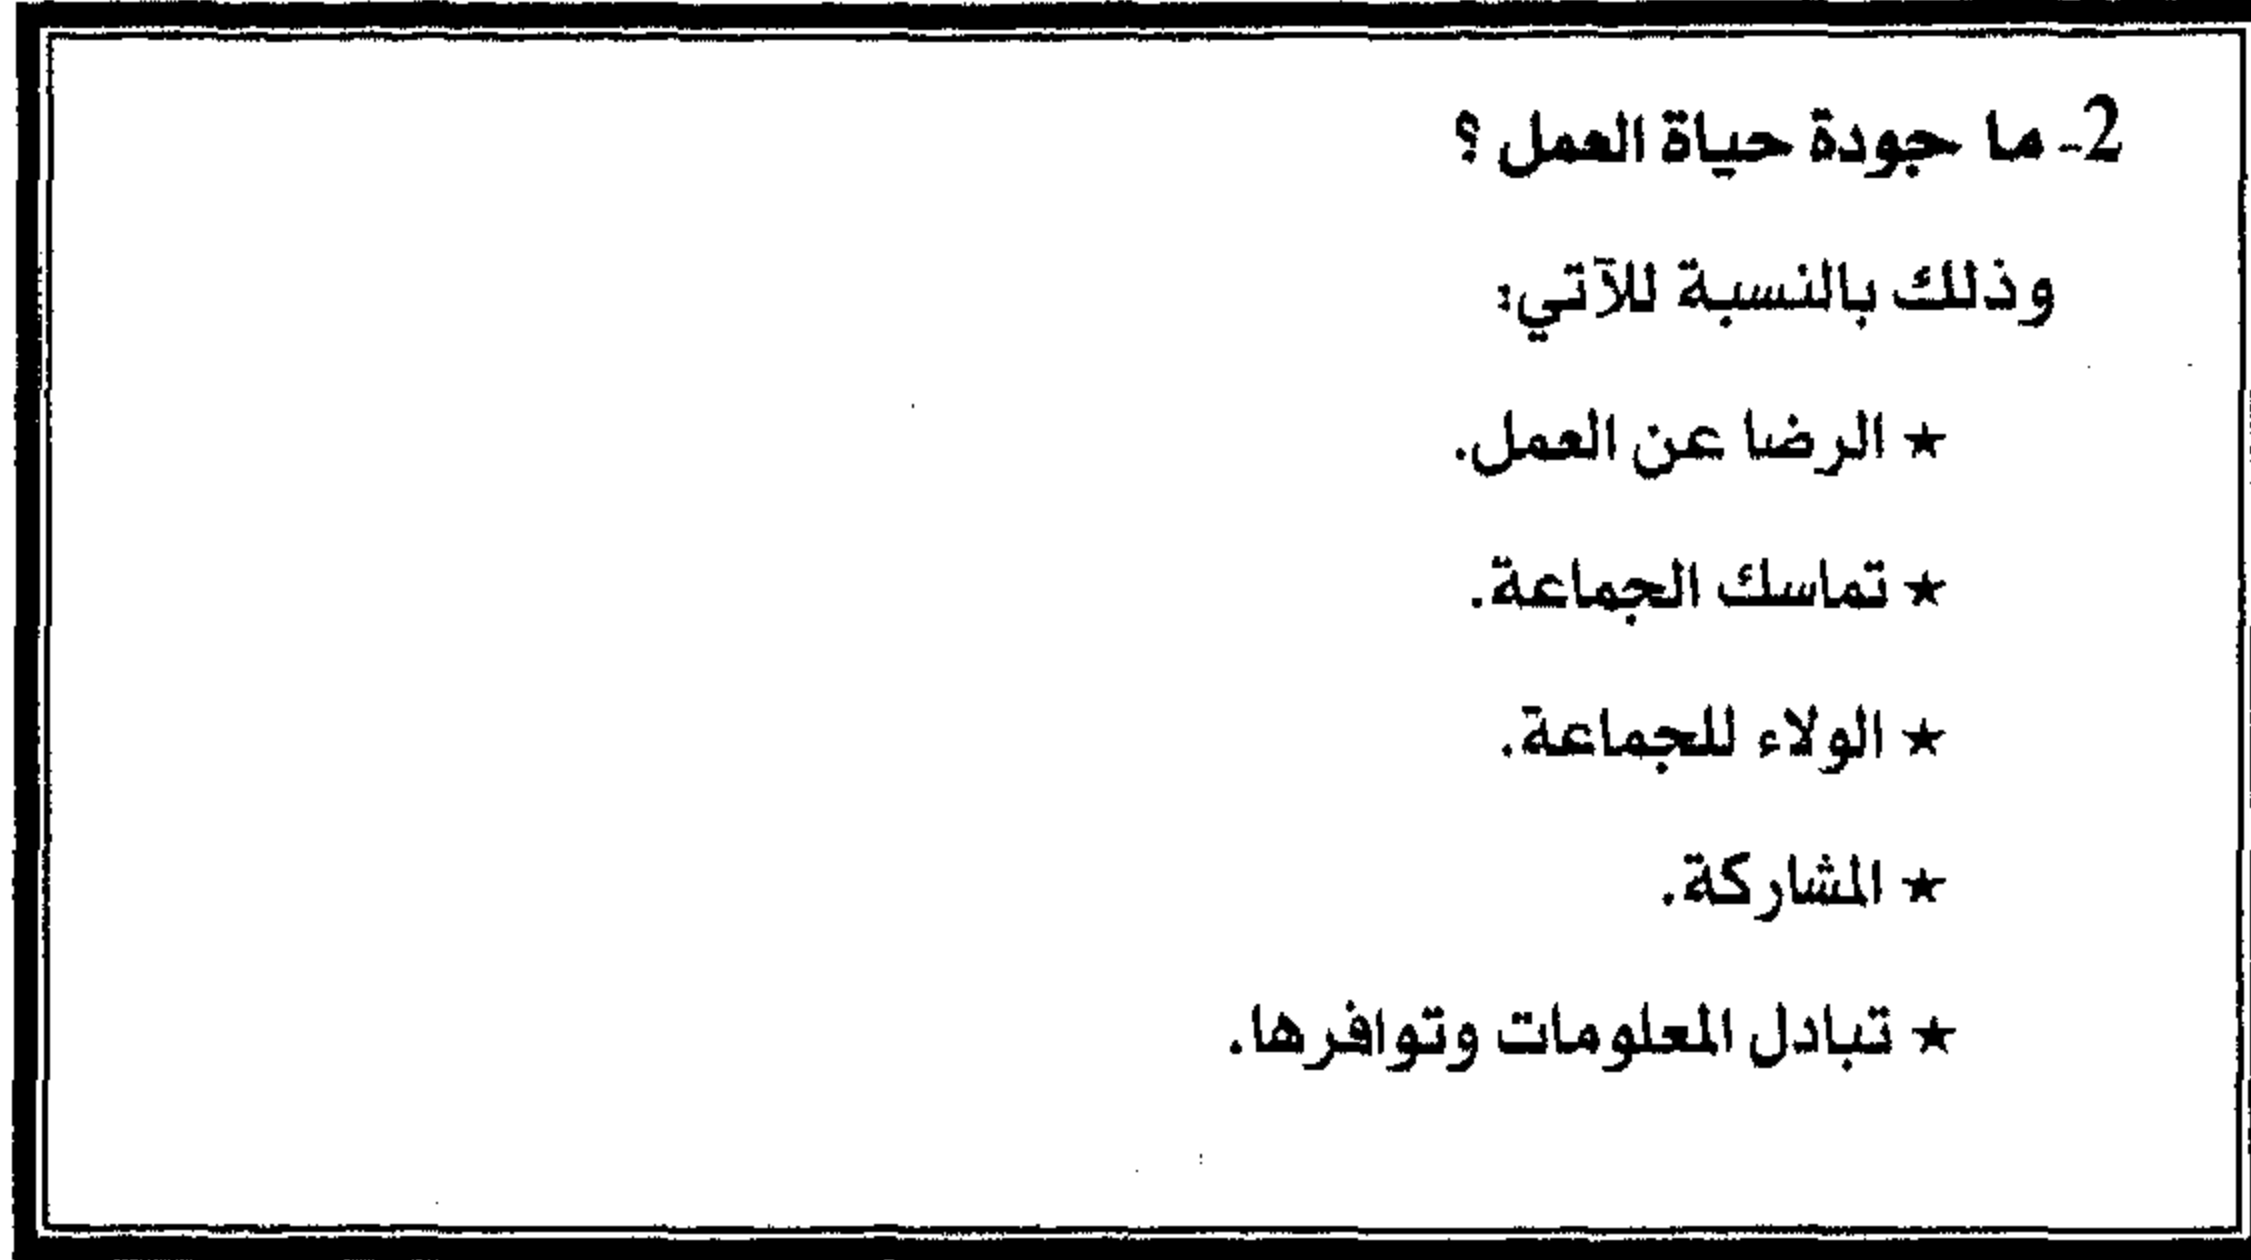 2- ما جودة حياة العمل ؟
وذلك بالنسبة للآتي:
★ الرضا عن العمل.
★ تماسك الجماعة.
★ الولاء للجماعة.
★ المشاركة.
★ تبادل المعلومات وتوافرها.